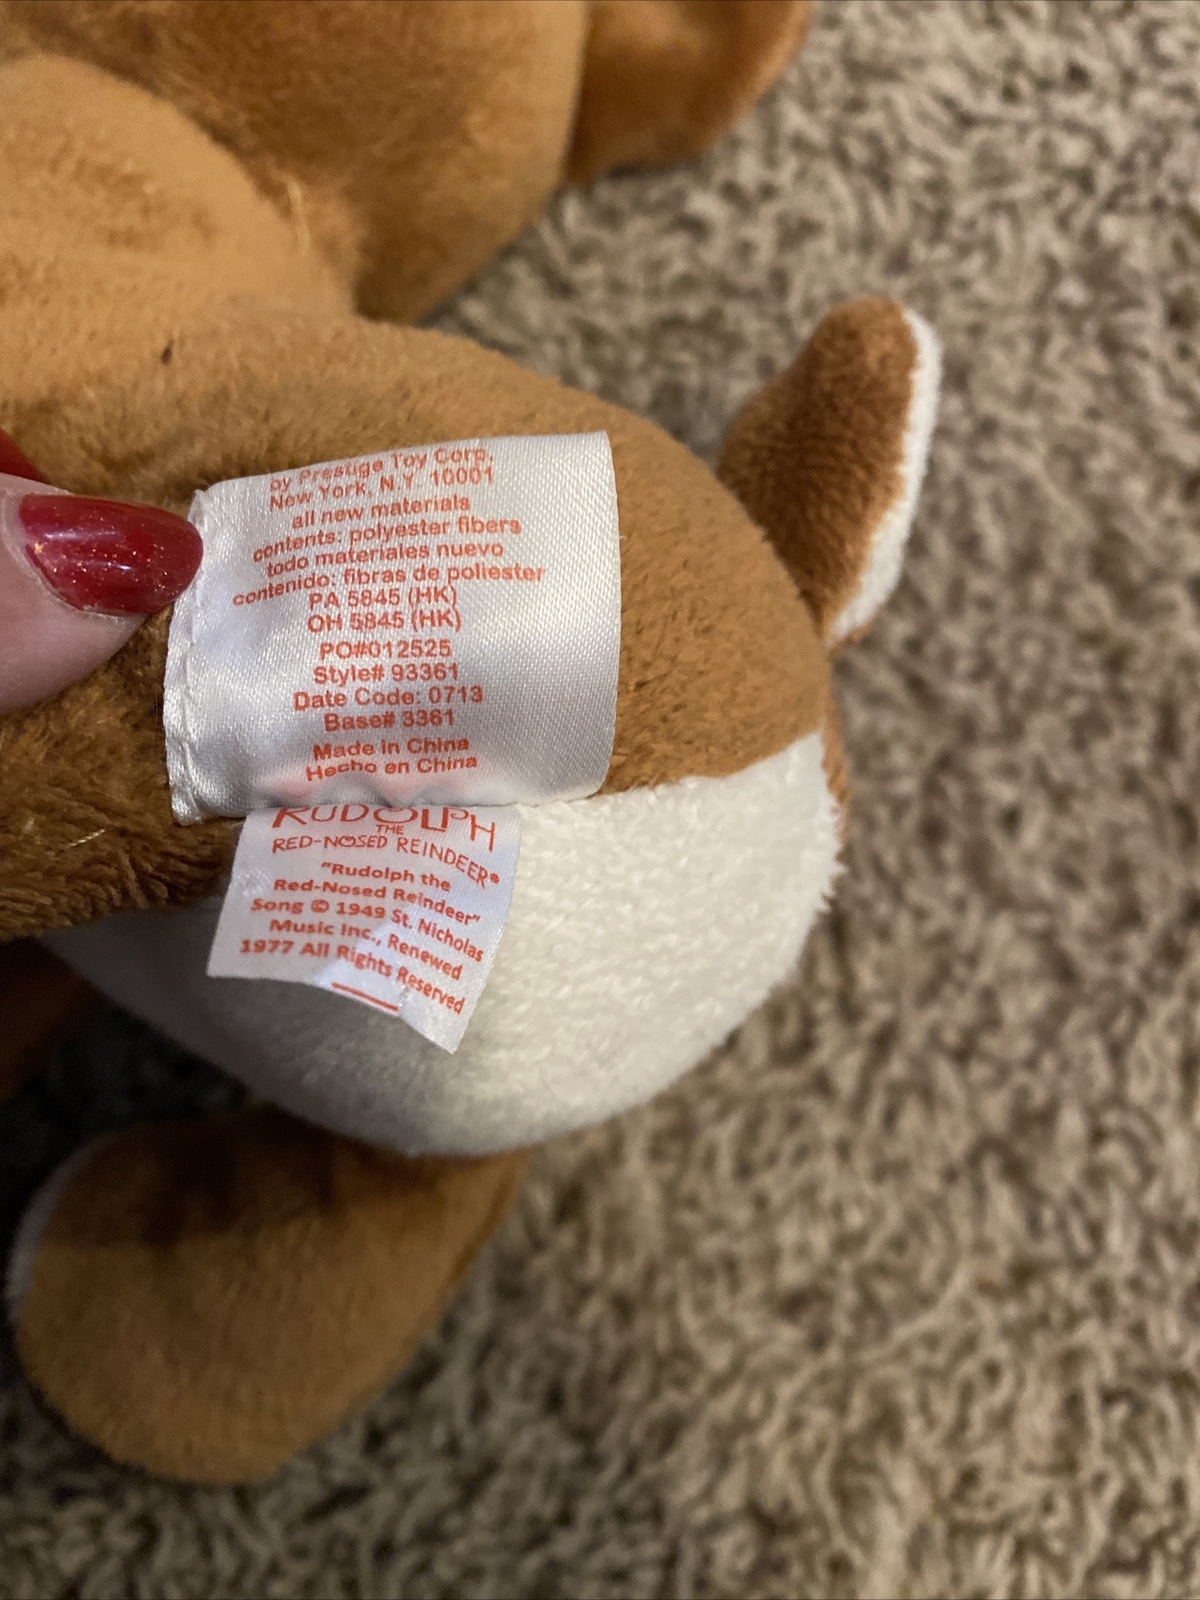 by Prestige Toy Corp.
New York, N.Y. 10001
all new materials
contents: polyester fibers
todo materiales nuevo
contenido: fibras de poliester
PA 5845 (HK)
OH 5845 (HK)
PO#012525
Style# 93361
Date Code: 0713
Base# 3361
Made in China
Hecho en China
RUDOLPH
THE
RED-NOSED REINDEER®
"Rudolph the
Red-Nosed Reindeer"
Song © 1949 St. Nicholas
Music Inc., Renewed
1977 All Rights Reserved